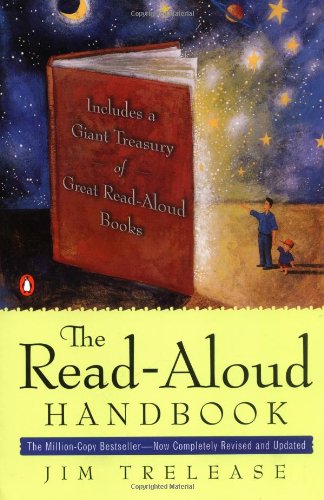 Includes a
Giant Treasury
of
Great Read-Aloud
Books
The
Read-Aloud
HANDBOOK
The Million-Copy Bestseller—Now Completely Revised and Updated
JIM TRELEASE